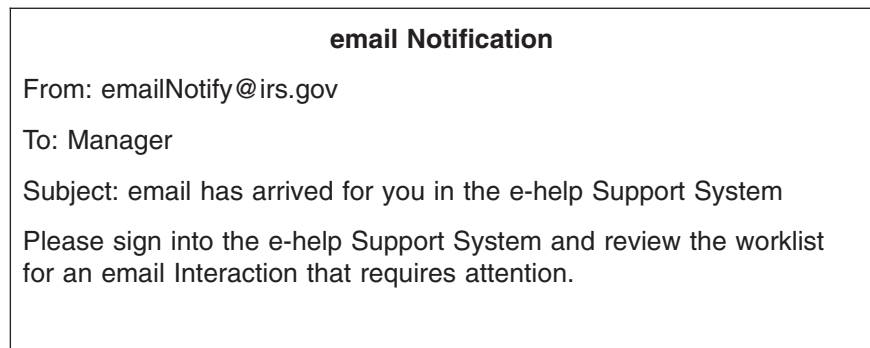 email Notification
From: emailNotify@irs.gov
To: Manager
Subject: email has arrived for you in the e-help Support System
Please sign into the e-help Support System and review the worklist
for an email Interaction that requires attention.